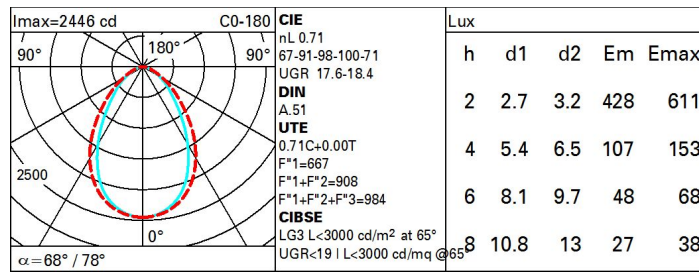 Imax=2446 cd C0-180
90° 180° 90°
2500
0°
α=68° / 78°
CIE
nL 0.71
67-91-98-100-71
UGR 17.6-18.4
DIN
A.51
UTE
0.71C+0.00T
F"1=667
F"1+F"2=908
F"1+F"2+F"3=984
CIBSE
LG3 L<3000 cd/m² at 65°
UGR<19 | L<3000 cd/mq @65°
Lux
h d1 d2 Em Emax
2 2.7 3.2 428 611
4 5.4 6.5 107 153
6 8.1 9.7 48 68
8 10.8 13 27 38